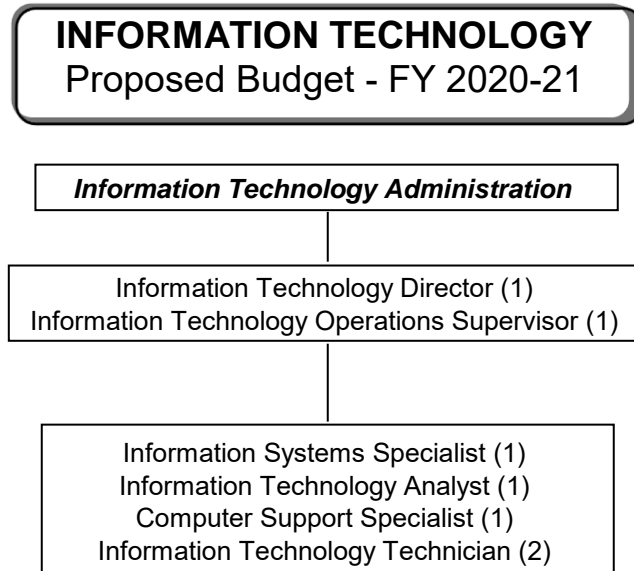 INFORMATION TECHNOLOGY
Proposed Budget - FY 2020-21
Information Technology Administration
Information Technology Director (1)
Information Technology Operations Supervisor (1)
Information Systems Specialist (1)
Information Technology Analyst (1)
Computer Support Specialist (1)
Information Technology Technician (2)